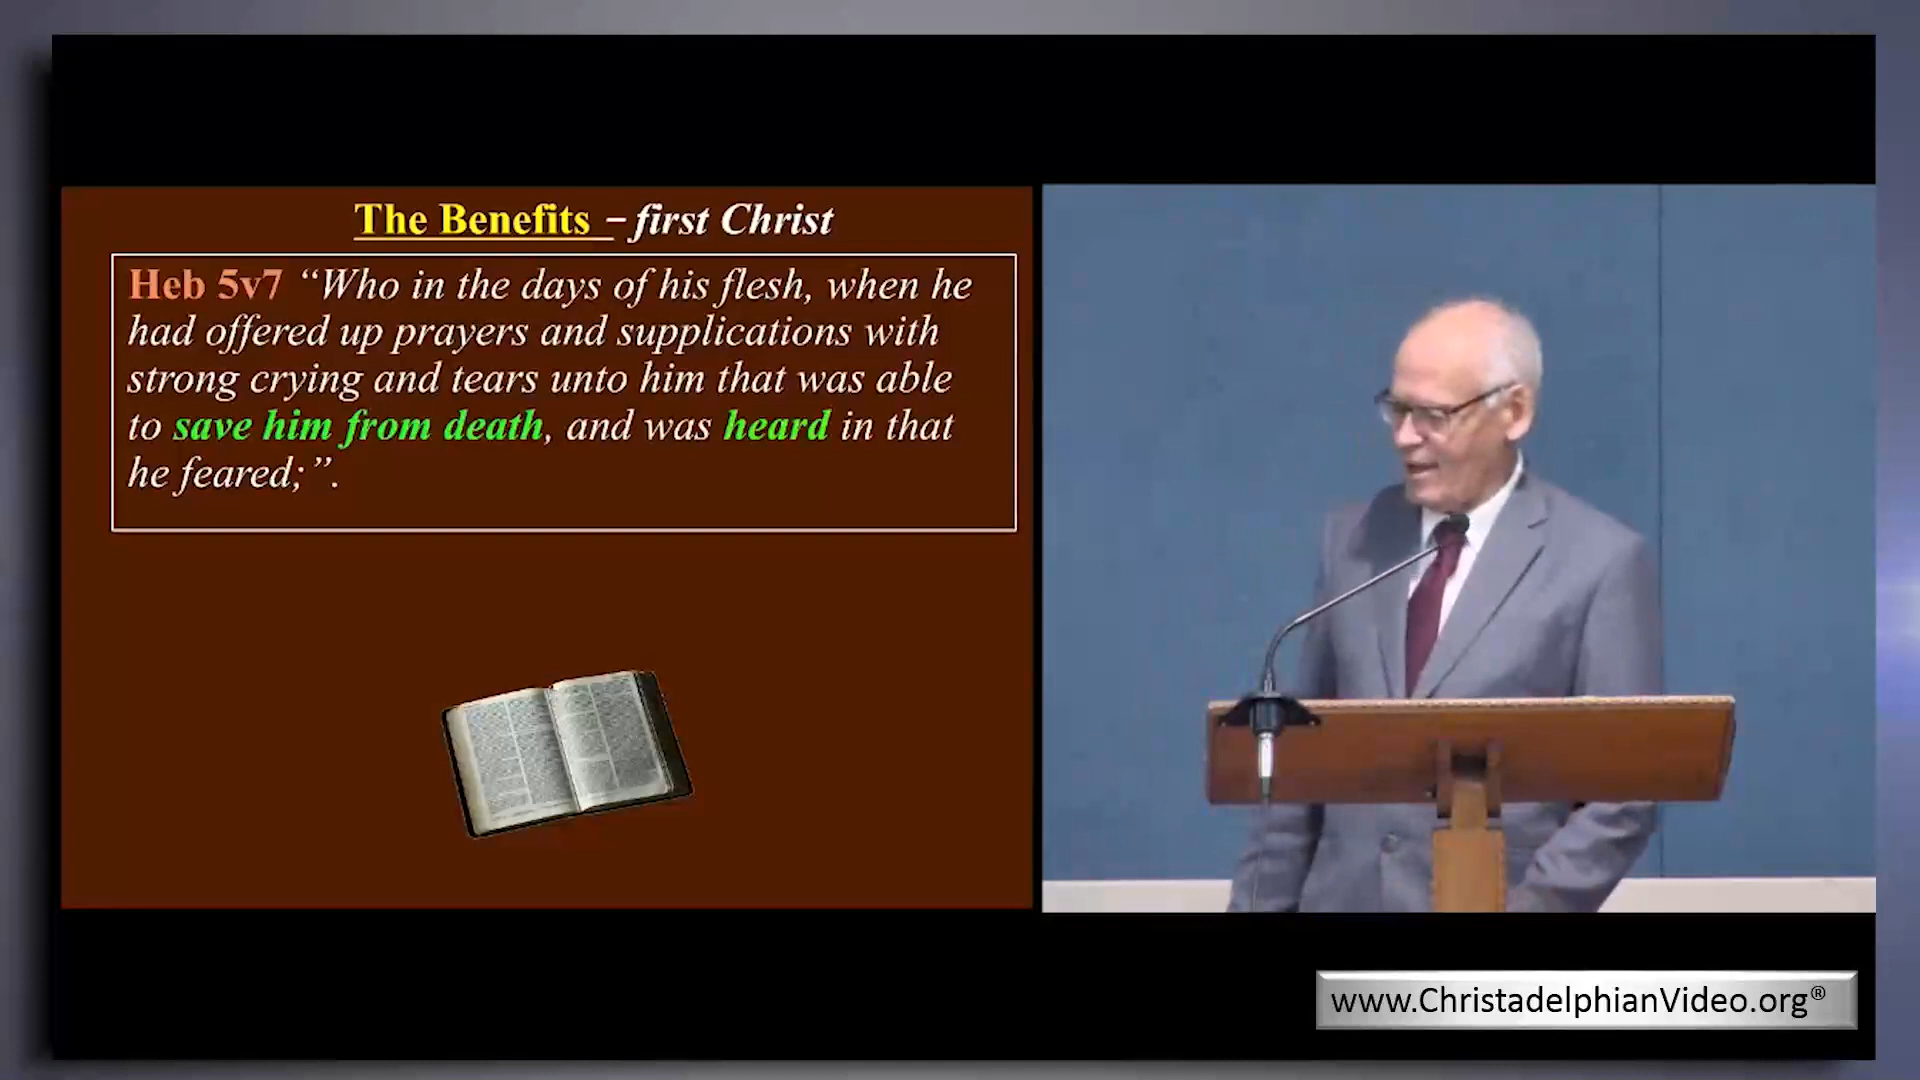 The Benefits – first Christ
Heb 5v7 “Who in the days of his flesh, when he
had offered up prayers and supplications with
strong crying and tears unto him that was able
to save him from death, and was heard in that
he feared;”.
www.ChristadelphianVideo.org®